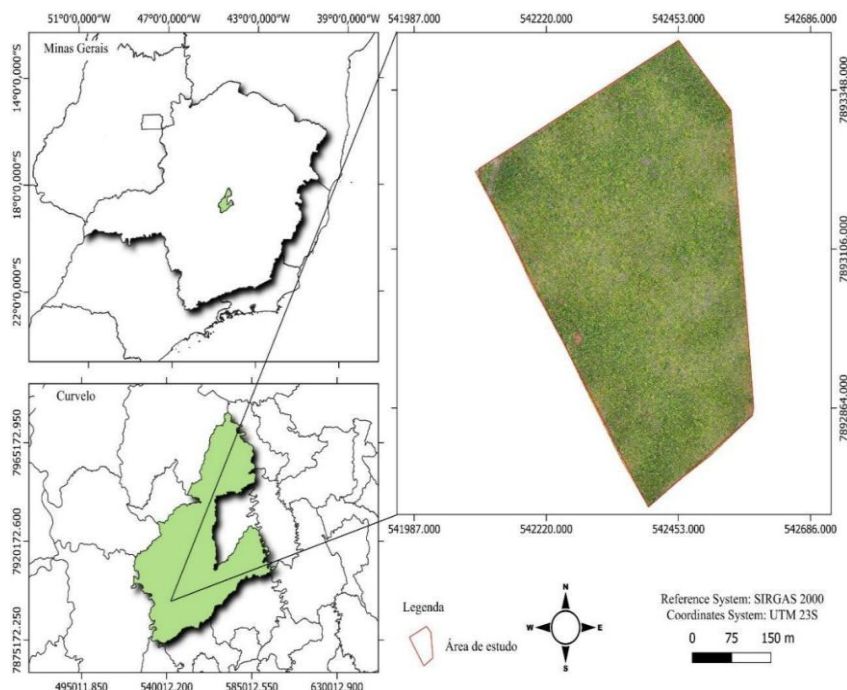 51°0'0,000"W 47°0'0,000"W 43°0'0,000"W 39°0'0,000"W
Minas Gerais
14°0'0,000"S
18°0'0,000"S
22°0'0,000"S
Curvelo
7965172.950
7920172.600
7875172.250
495011.850 540012.200 585012.550 630012.900
541987.000 542220.000 542453.000 542686.000
7893348.000
7893106.000
7892864.000
541987.000 542220.000 542453.000 542686.000
Legenda
Área de estudo
N
W E
S
Reference System: SIRGAS 2000
Coordinates System: UTM 23S
0 75 150 m